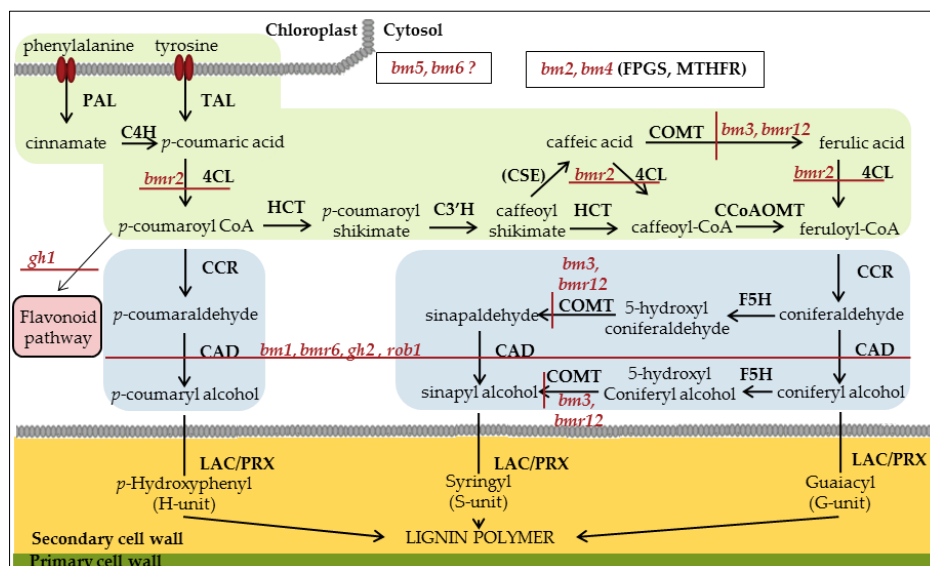 Chloroplast Cytosol
phenylalanine tyrosine
bm5, bm6 ?
bm2, bm4 (FPGS, MTHFR)
PAL TAL
cinnamate C4H p-coumaric acid
caffeic acid COMT bm3, bmr12 ferulic acid
bmr2 4CL
(CSE) bmr2 4CL
bmr2 4CL
p-coumaroyl CoA HCT p-coumaroyl
shikimate C3'H caffeoyl
shikimate HCT caffeoyl-CoA CCoAOMT feruloyl-CoA
gh1
Flavonoid
pathway
CCR
bm3,
bmr12
CCR
p-coumaraldehyde
sinapaldehyde COMT 5-hydroxyl
coniferaldehyde F5H coniferaldehyde
CAD bm1, bmr6, gh2 , rob1 CAD CAD
p-coumaryl alcohol
sinapyl alcohol COMT 5-hydroxyl
Coniferyl alcohol F5H coniferyl alcohol
bm3,
bmr12
LAC/PRX LAC/PRX LAC/PRX
p-Hydroxyphenyl
(H-unit)
Syringyl
(S-unit)
Guaiacyl
(G-unit)
Secondary cell wall LIGNIN POLYMER
Primary cell wall